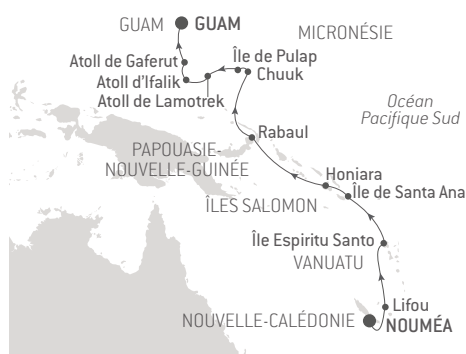 GUAM
GUAM
MICRONÉSIE
Atoll de Gaferut
Île de Pulap
Atoll d'Ifalik
Chuuk
Atoll de Lamotrek
Océan
Pacifique Sud
Rabaul
PAPOUASIE-
NOUVELLE-GUINÉE
Honiara
Île de Santa Ana
ÎLES SALOMON
Île Espiritu Santo
VANUATU
Lifou
NOUVELLE-CALÉDONIE
NOUMÉA